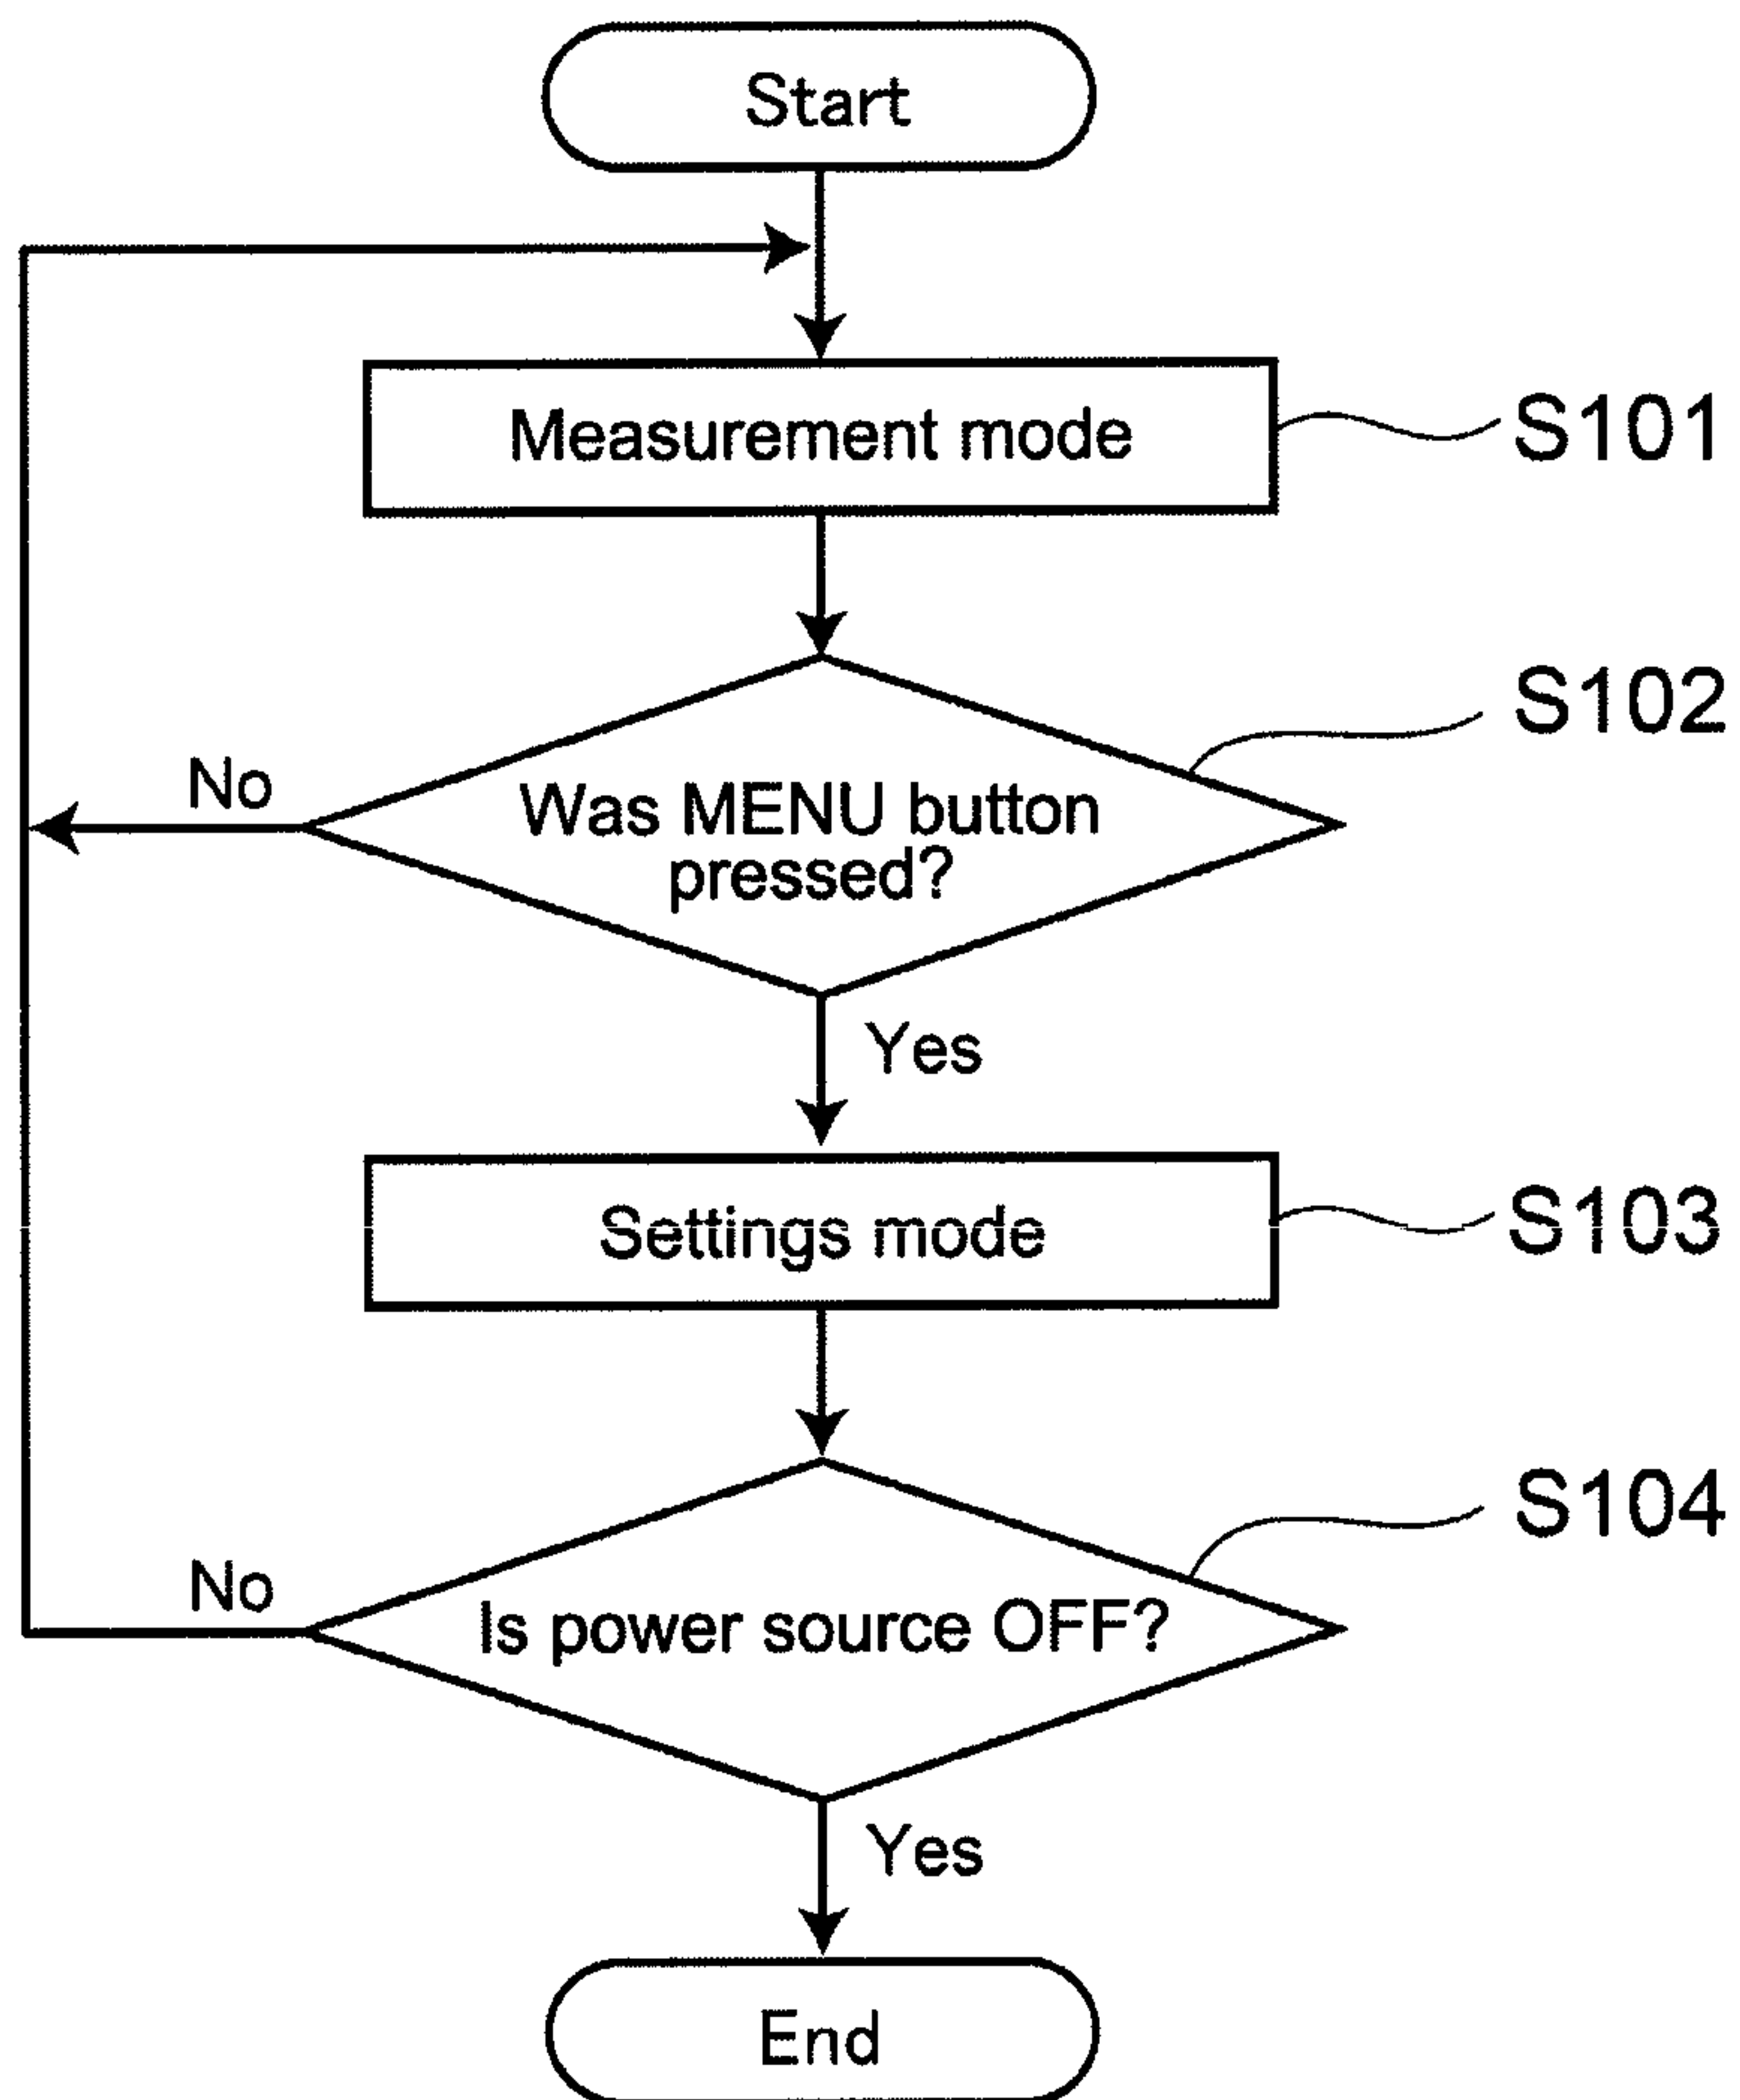 Start
Measurement mode
S101
S102
No
Was MENU button
pressed?
Yes
Settings mode
S103
S104
No
Is power source OFF?
Yes
End